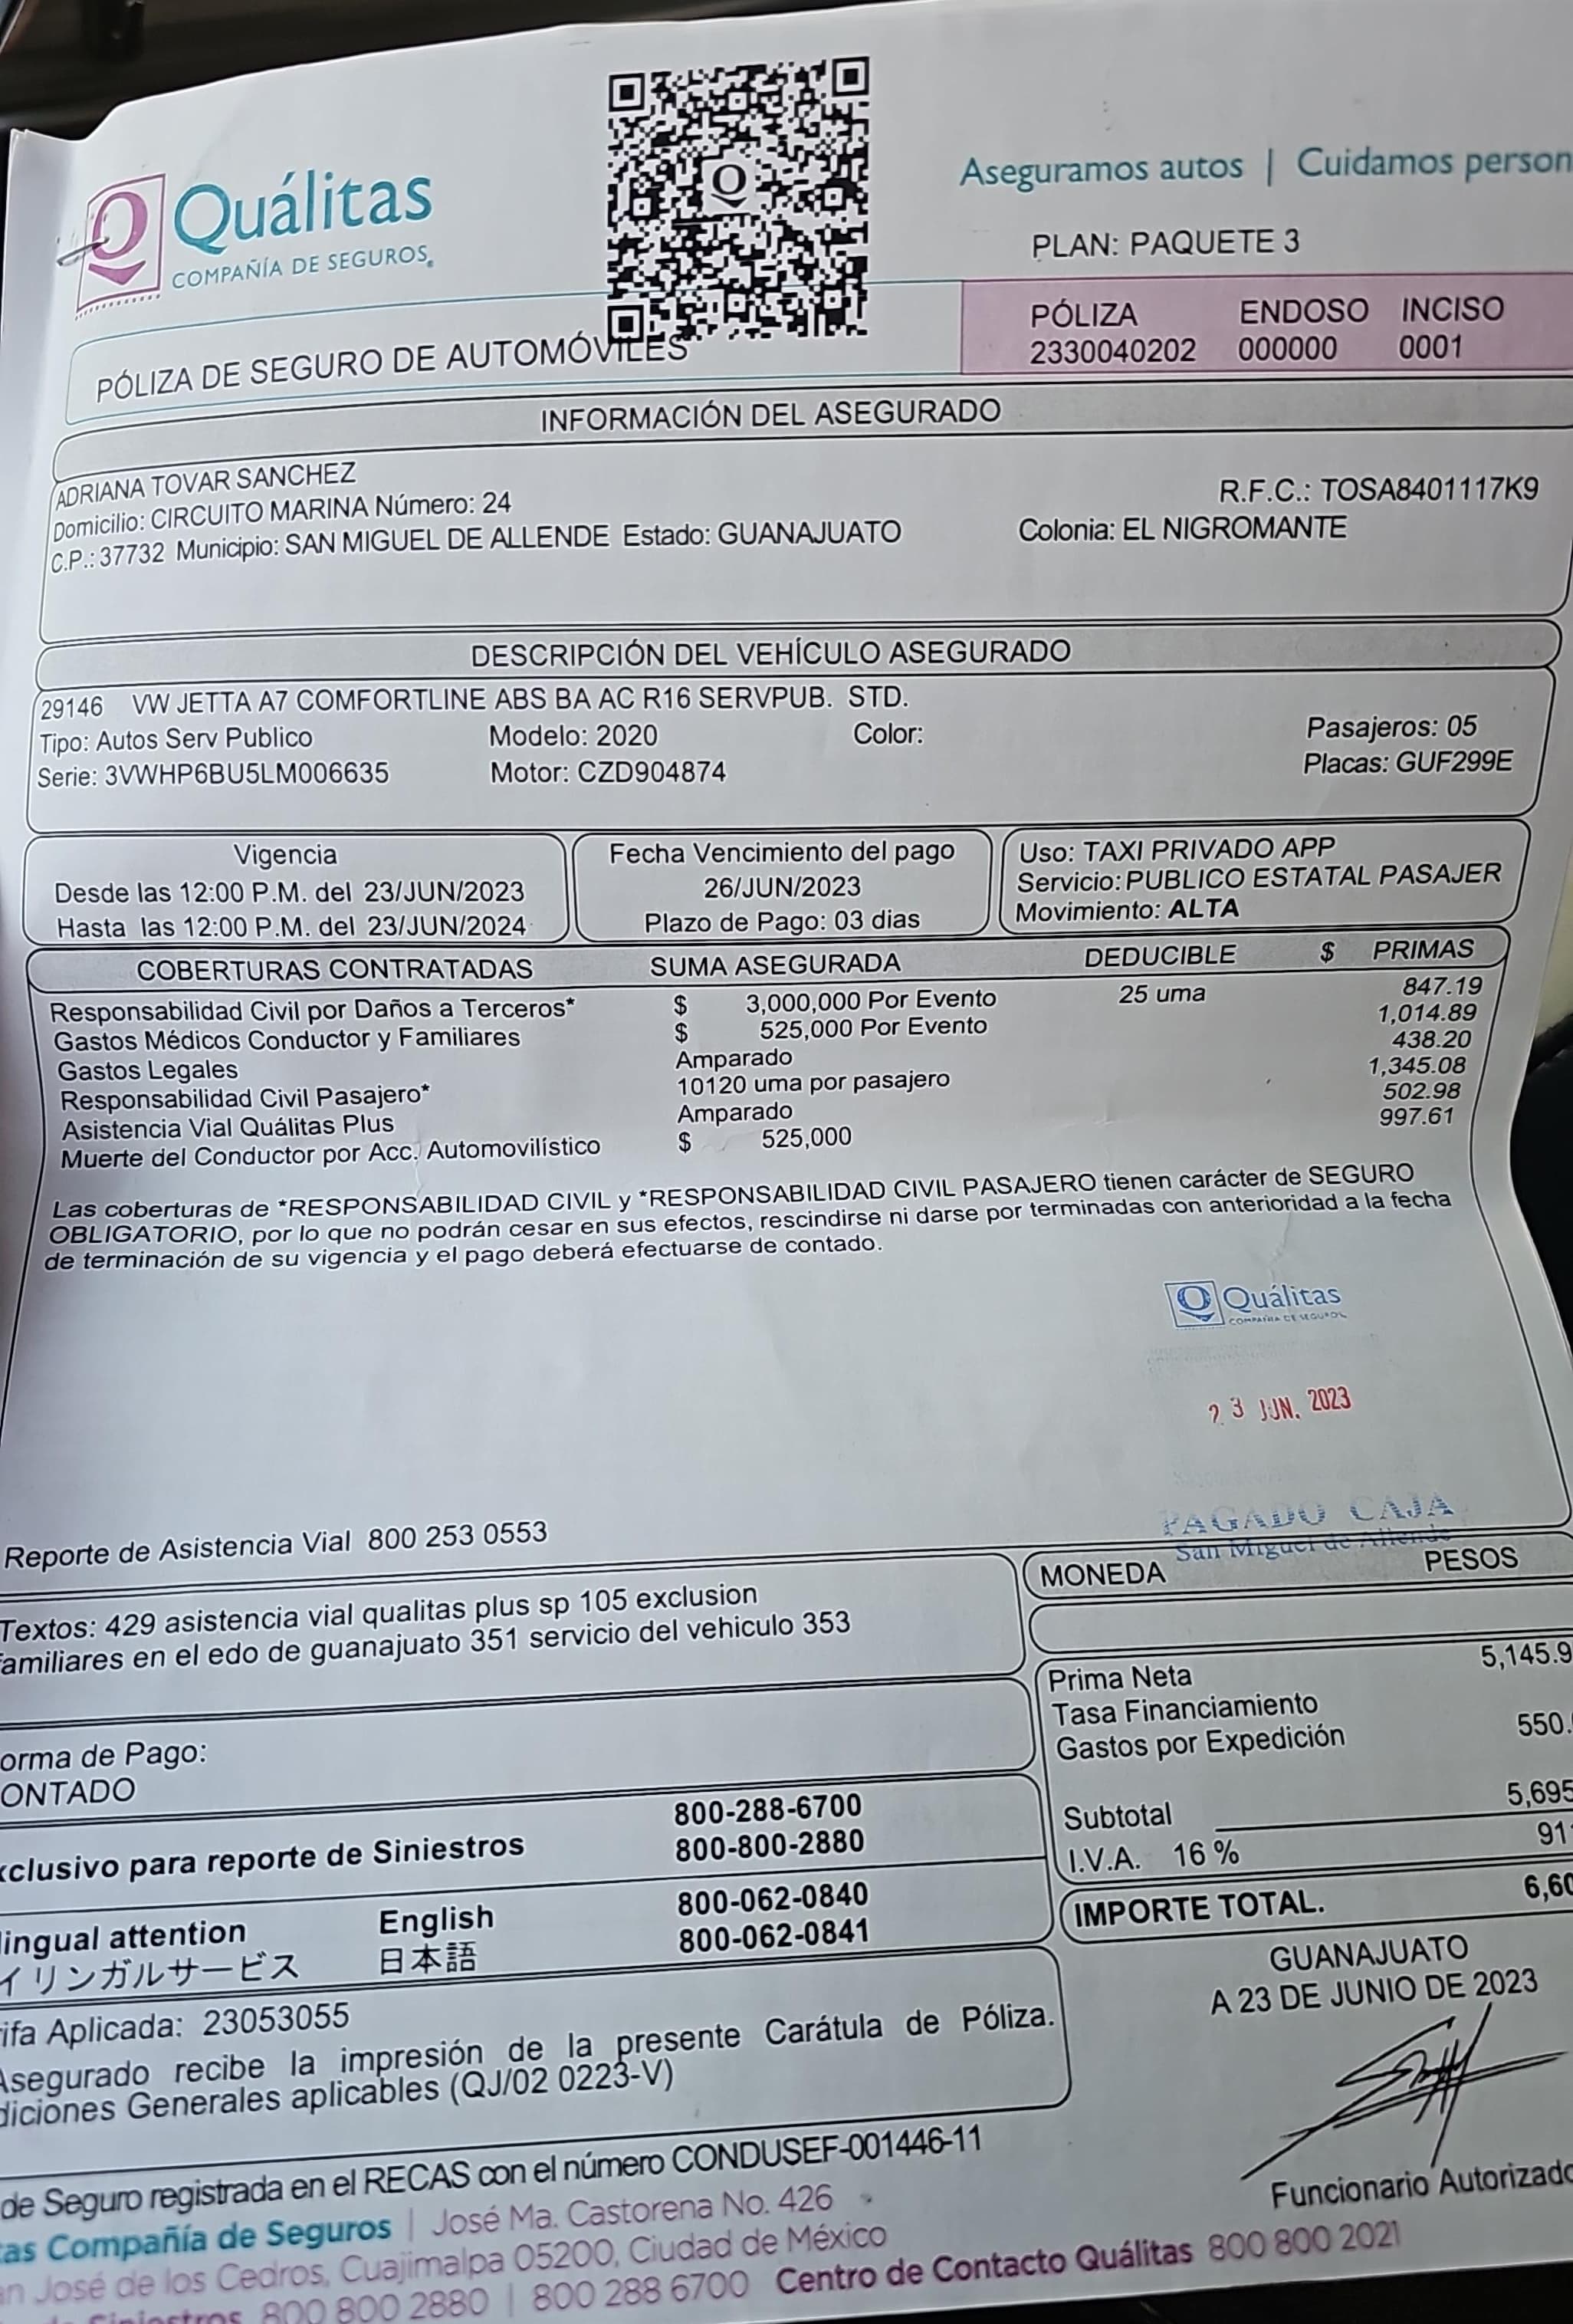 Quálitas
COMPAÑÍA DE SEGUROS
Q
Aseguramos autos | Cuidamos person
PLAN: PAQUETE 3
PÓLIZA ENDOSO INCISO
2330040202 000000 0001
PÓLIZA DE SEGURO DE AUTOMÓVILES
INFORMACIÓN DEL ASEGURADO
ADRIANA TOVAR SANCHEZ
R.F.C.: TOSA8401117K9
Domicilio: CIRCUITO MARINA Número: 24
C.P.: 37732 Municipio: SAN MIGUEL DE ALLENDE Estado: GUANAJUATO Colonia: EL NIGROMANTE
DESCRIPCIÓN DEL VEHÍCULO ASEGURADO
29146 VW JETTA A7 COMFORTLINE ABS BA AC R16 SERVPUB. STD.
Tipo: Autos Serv Publico Modelo: 2020 Color: Pasajeros: 05
Serie: 3VWHP6BU5LM006635 Motor: CZD904874 Placas: GUF299E
Vigencia
Desde las 12:00 P.M. del 23/JUN/2023
Hasta las 12:00 P.M. del 23/JUN/2024
Fecha Vencimiento del pago
26/JUN/2023
Plazo de Pago: 03 dias
Uso: TAXI PRIVADO APP
Servicio: PUBLICO ESTATAL PASAJER
Movimiento: ALTA
COBERTURAS CONTRATADAS SUMA ASEGURADA DEDUCIBLE $ PRIMAS
Responsabilidad Civil por Daños a Terceros* $ 3,000,000 Por Evento 25 uma 847.19
Gastos Médicos Conductor y Familiares $ 525,000 Por Evento 1,014.89
Gastos Legales Amparado 438.20
Responsabilidad Civil Pasajero* 10120 uma por pasajero 1,345.08
Asistencia Vial Quálitas Plus Amparado 502.98
Muerte del Conductor por Acc. Automovilístico $ 525,000 997.61
Las coberturas de *RESPONSABILIDAD CIVIL y *RESPONSABILIDAD CIVIL PASAJERO tienen carácter de SEGURO
OBLIGATORIO, por lo que no podrán cesar en sus efectos, rescindirse ni darse por terminadas con anterioridad a la fecha
de terminación de su vigencia y el pago deberá efectuarse de contado.
Quálitas
COMPAÑÍA DE SEGUROS
23 JUN. 2023
PAGADO CAJA
San Miguel de Allende
Reporte de Asistencia Vial 800 253 0553
Textos: 429 asistencia vial qualitas plus sp 105 exclusion
amiliares en el edo de guanajuato 351 servicio del vehiculo 353
orma de Pago:
ONTADO
xclusivo para reporte de Siniestros
800-288-6700
800-800-2880
lingual attention English 800-062-0840
イリンガルサービス 日本語 800-062-0841
MONEDA PESOS
Prima Neta 5,145.9
Tasa Financiamiento
Gastos por Expedición 550.
Subtotal 5,695
I.V.A. 16 % 91
IMPORTE TOTAL. 6,60
ifa Aplicada: 23053055
Asegurado recibe la impresión de la presente Carátula de Póliza.
diciones Generales aplicables (QJ/02 0223-V)
GUANAJUATO
A 23 DE JUNIO DE 2023
Funcionario Autorizado
de Seguro registrada en el RECAS con el número CONDUSEF-001446-11
as Compañía de Seguros | José Ma. Castorena No. 426
an José de los Cedros, Cuajimalpa 05200, Ciudad de México
Siniestros 800 800 2880 | 800 288 6700 Centro de Contacto Quálitas 800 800 2021